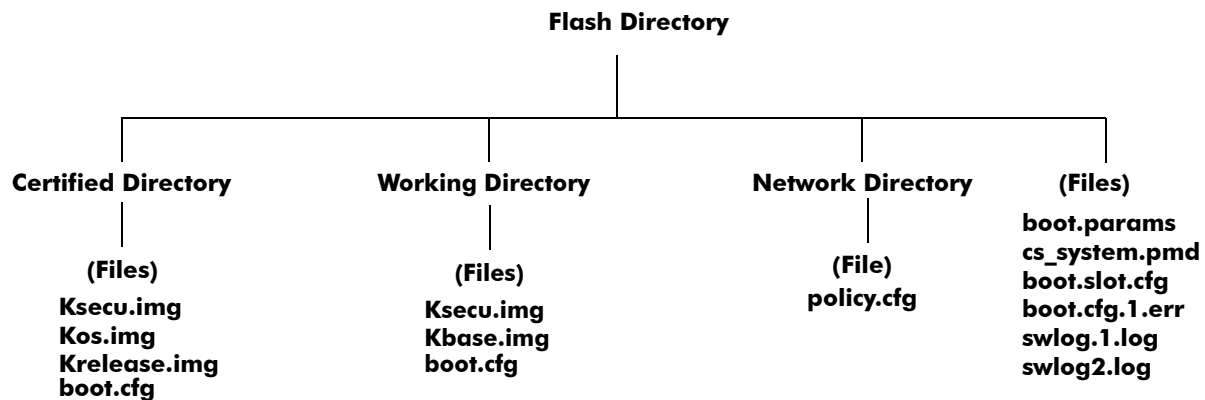 Flash Directory
Certified Directory
(Files)
Ksecu.img
Kos.img
Krelease.img
boot.cfg
Working Directory
(Files)
Ksecu.img
Kbase.img
boot.cfg
Network Directory
(File)
policy.cfg
(Files)
boot.params
cs_system.pmd
boot.slot.cfg
boot.cfg.1.err
swlog.1.log
swlog2.log